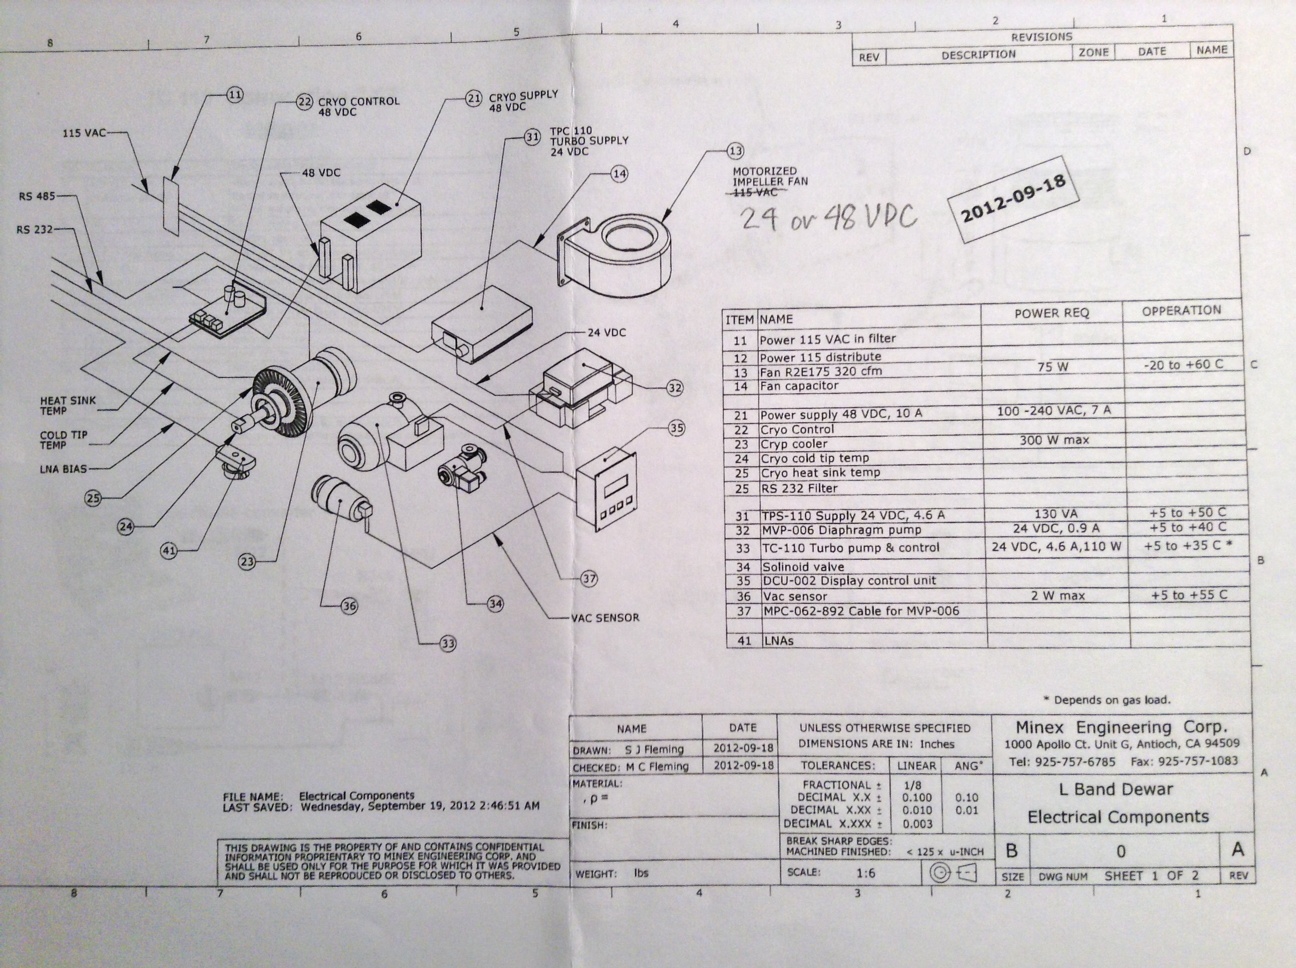 8 7 6 5 4 3 2 1
REVISIONS
REV DESCRIPTION ZONE DATE NAME
11
22 CRYO CONTROL
48 VDC
21 CRYO SUPPLY
48 VDC
115 VAC
31 TPC 110
TURBO SUPPLY
24 VDC
13
MOTORIZED
IMPELLER FAN
115 VAC
24 or 48 VDC
2012-09-18
D
48 VDC
14
RS 485
RS 232
24 VDC
32
35
HEAT SINK
TEMP
COLD TIP
TEMP
LNA BIAS
25
24
41
23
36
33
34
37
VAC SENSOR
ITEM NAME POWER REQ OPPERATION
11 Power 115 VAC in filter
12 Power 115 distribute
13 Fan R2E175 320 cfm 75 W -20 to +60 C
14 Fan capacitor
21 Power supply 48 VDC, 10 A 100 -240 VAC, 7 A
22 Cryo Control
23 Cryp cooler 300 W max
24 Cryo cold tip temp
25 Cryo heat sink temp
25 RS 232 Filter
31 TPS-110 Supply 24 VDC, 4.6 A 130 VA +5 to +50 C
32 MVP-006 Diaphragm pump 24 VDC, 0.9 A +5 to +40 C
33 TC-110 Turbo pump & control 24 VDC, 4.6 A,110 W +5 to +35 C *
34 Solinoid valve
35 DCU-002 Display control unit
36 Vac sensor 2 W max +5 to +55 C
37 MPC-062-892 Cable for MVP-006
41 LNAs
C
B
A
* Depends on gas load.
NAME DATE
DRAWN: S J Fleming 2012-09-18
CHECKED: M C Fleming 2012-09-18
MATERIAL:
, ρ =
FINISH:
WEIGHT: lbs
UNLESS OTHERWISE SPECIFIED
DIMENSIONS ARE IN: Inches
TOLERANCES: LINEAR ANG°
FRACTIONAL ± 1/8
DECIMAL X.X ± 0.100 0.10
DECIMAL X.XX ± 0.010 0.01
DECIMAL X.XXX ± 0.003
BREAK SHARP EDGES:
MACHINED FINISHED: < 125 x u-INCH
SCALE: 1:6
Minex Engineering Corp.
1000 Apollo Ct. Unit G, Antioch, CA 94509
Tel: 925-757-6785 Fax: 925-757-1083
L Band Dewar
Electrical Components
B 0 A
SIZE DWG NUM SHEET 1 OF 2 REV
FILE NAME: Electrical Components
LAST SAVED: Wednesday, September 19, 2012 2:46:51 AM
THIS DRAWING IS THE PROPERTY OF AND CONTAINS CONFIDENTIAL
INFORMATION PROPRIENTARY TO MINEX ENGINEERING CORP. AND
SHALL BE USED ONLY FOR THE PURPOSE FOR WHICH IT WAS PROVIDED
AND SHALL NOT BE REPRODUCED OR DISCLOSED TO OTHERS.
8 7 6 5 4 3 2 1